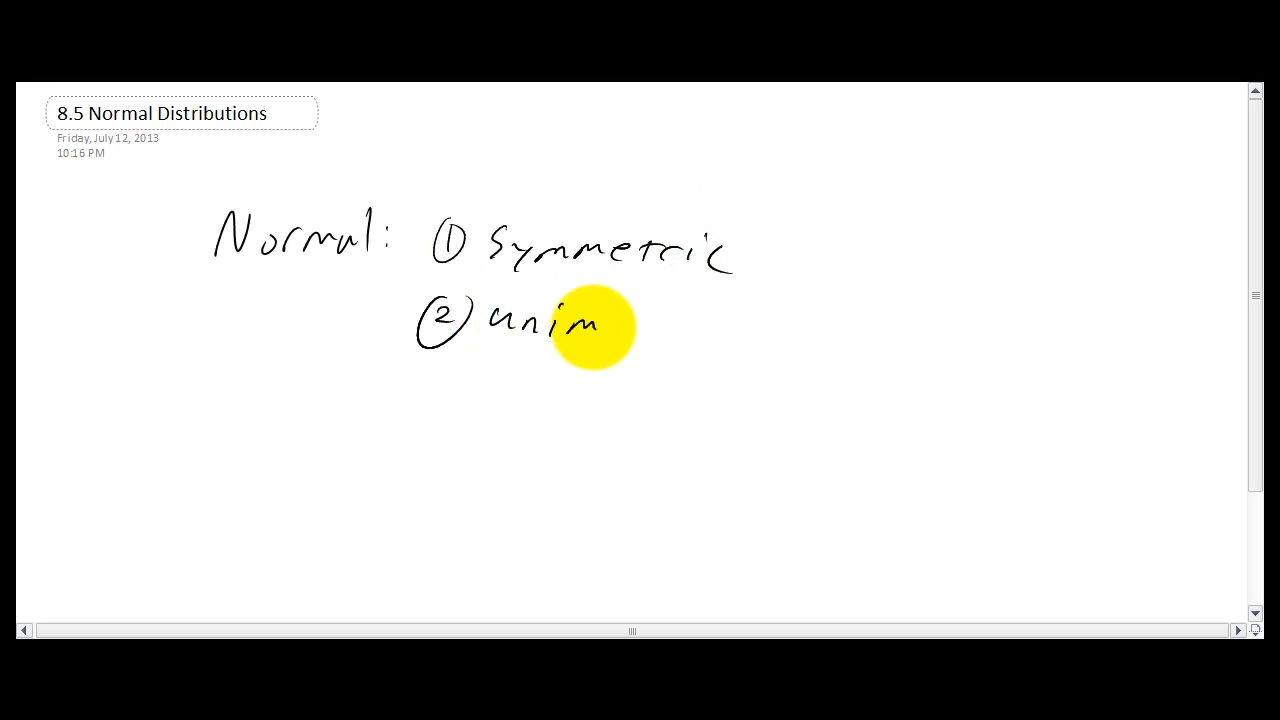 8.5 Normal Distributions
Friday, July 12, 2013
10:16 PM
Normal: ① Symmetric
② unim